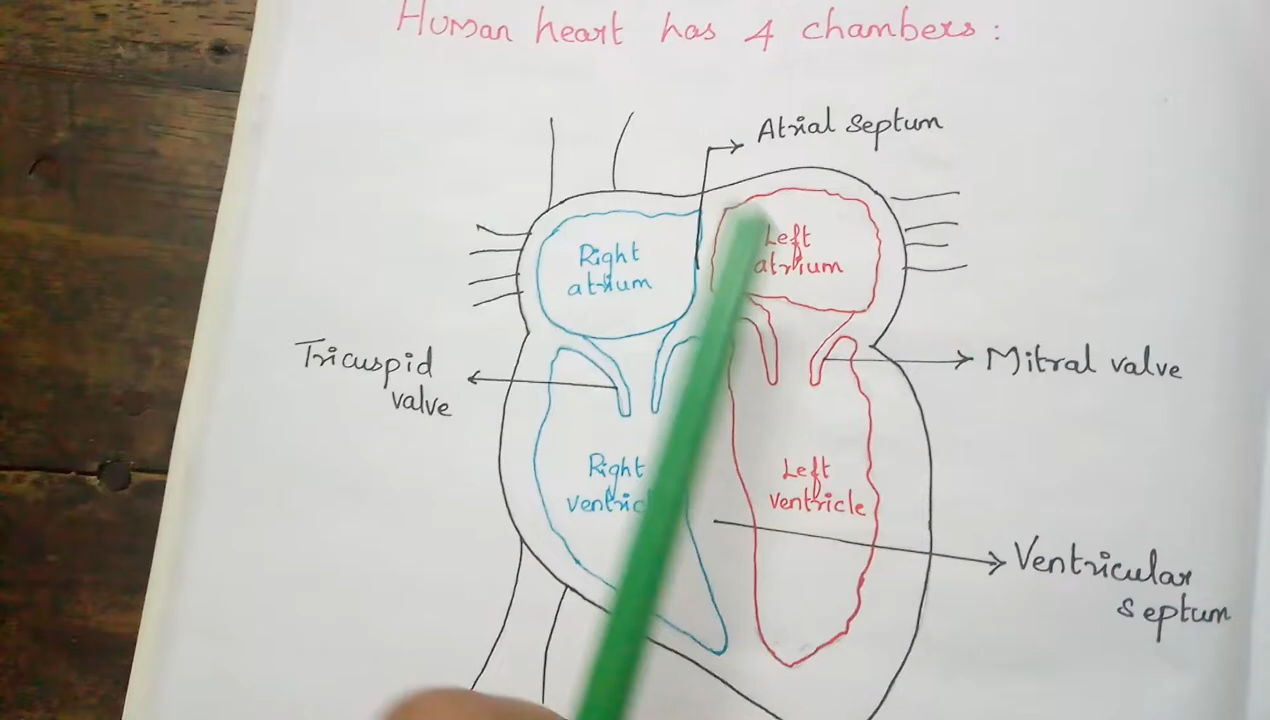 Human heart has 4 chambers:
Atrial septum
Right
atrium
Left
atrium
Tricuspid
valve
Mitral valve
Right
Left
ventricle
Ventricular
septum